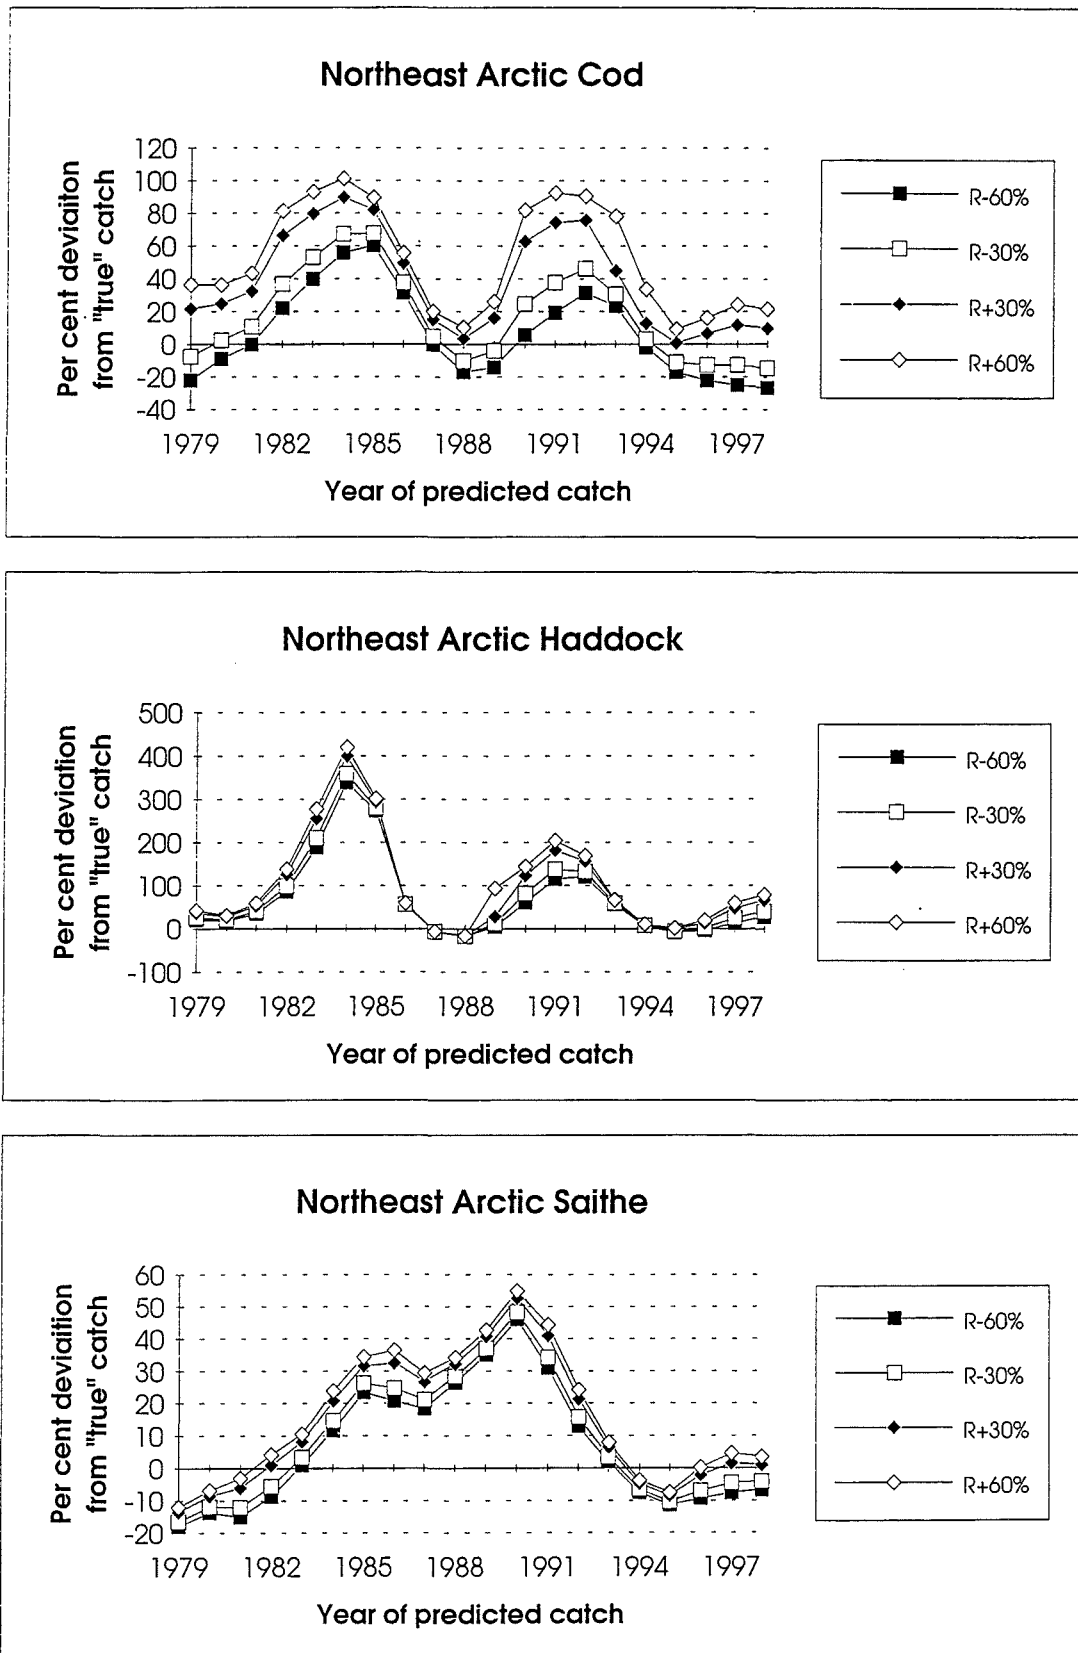 Northeast Arctic Cod
Per cent deviaiton
from "true" catch
120
100
80
60
40
20
0
-20
-40
1979 1982 1985 1988 1991 1994 1997
Year of predicted catch
R-60%
R-30%
R+30%
R+60%
Northeast Arctic Haddock
Per cent deviation
from "true" catch
500
400
300
200
100
0
-100
1979 1982 1985 1988 1991 1994 1997
Year of predicted catch
R-60%
R-30%
R+30%
R+60%
Northeast Arctic Saithe
Per cent deviaition
from "true" catch
60
50
40
30
20
10
0
-10
-20
1979 1982 1985 1988 1991 1994 1997
Year of predicted catch
R-60%
R-30%
R+30%
R+60%